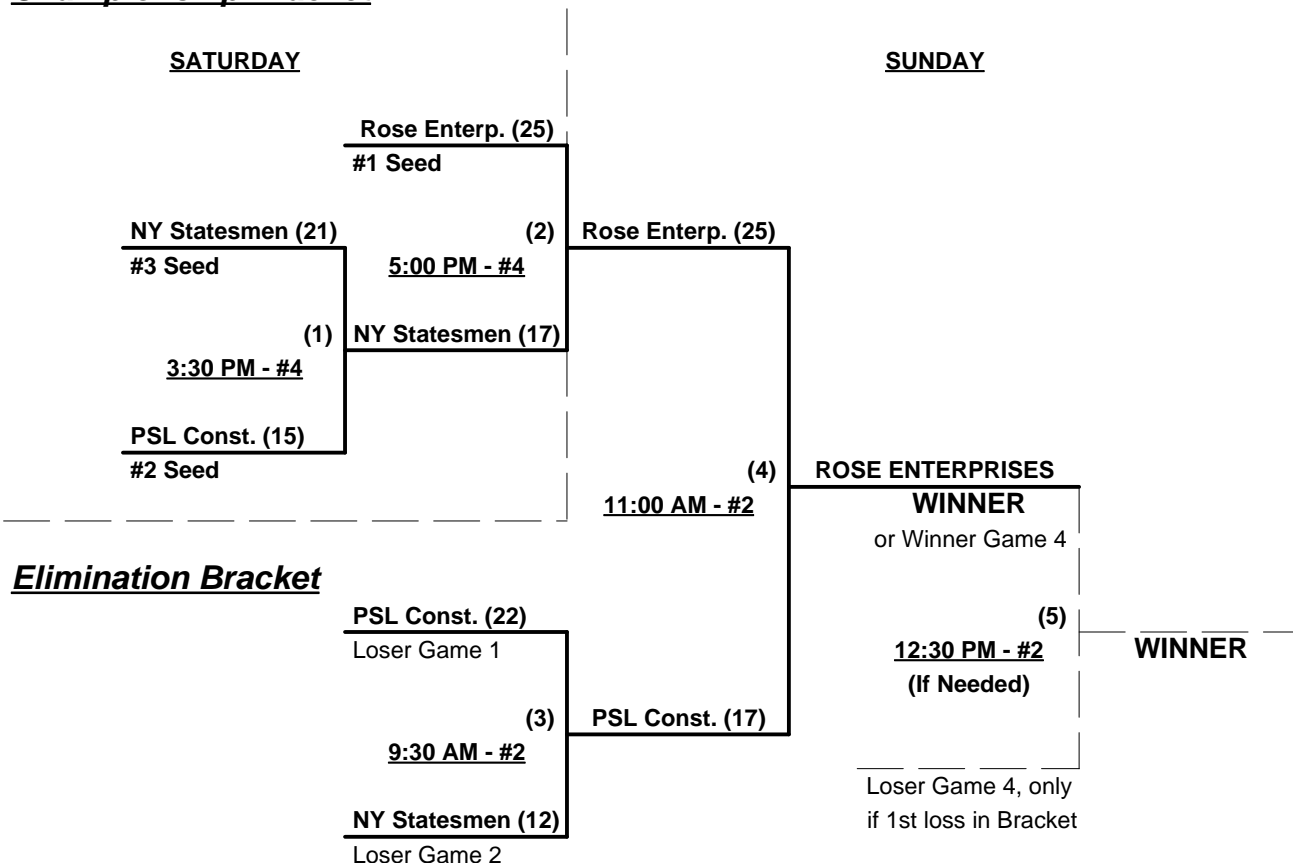 SATURDAY
SUNDAY
Rose Enterp. (25)
#1 Seed
NY Statesmen (21)
(2)
Rose Enterp. (25)
#3 Seed
5:00 PM - #4
(1)
NY Statesmen (17)
3:30 PM - #4
PSL Const. (15)
#2 Seed
(4)
ROSE ENTERPRISES
11:00 AM - #2
WINNER
or Winner Game 4
Elimination Bracket
PSL Const. (22)
(5)
Loser Game 1
12:30 PM - #2
WINNER
(If Needed)
(3)
PSL Const. (17)
9:30 AM - #2
Loser Game 4, only
if 1st loss in Bracket
NY Statesmen (12)
Loser Game 2